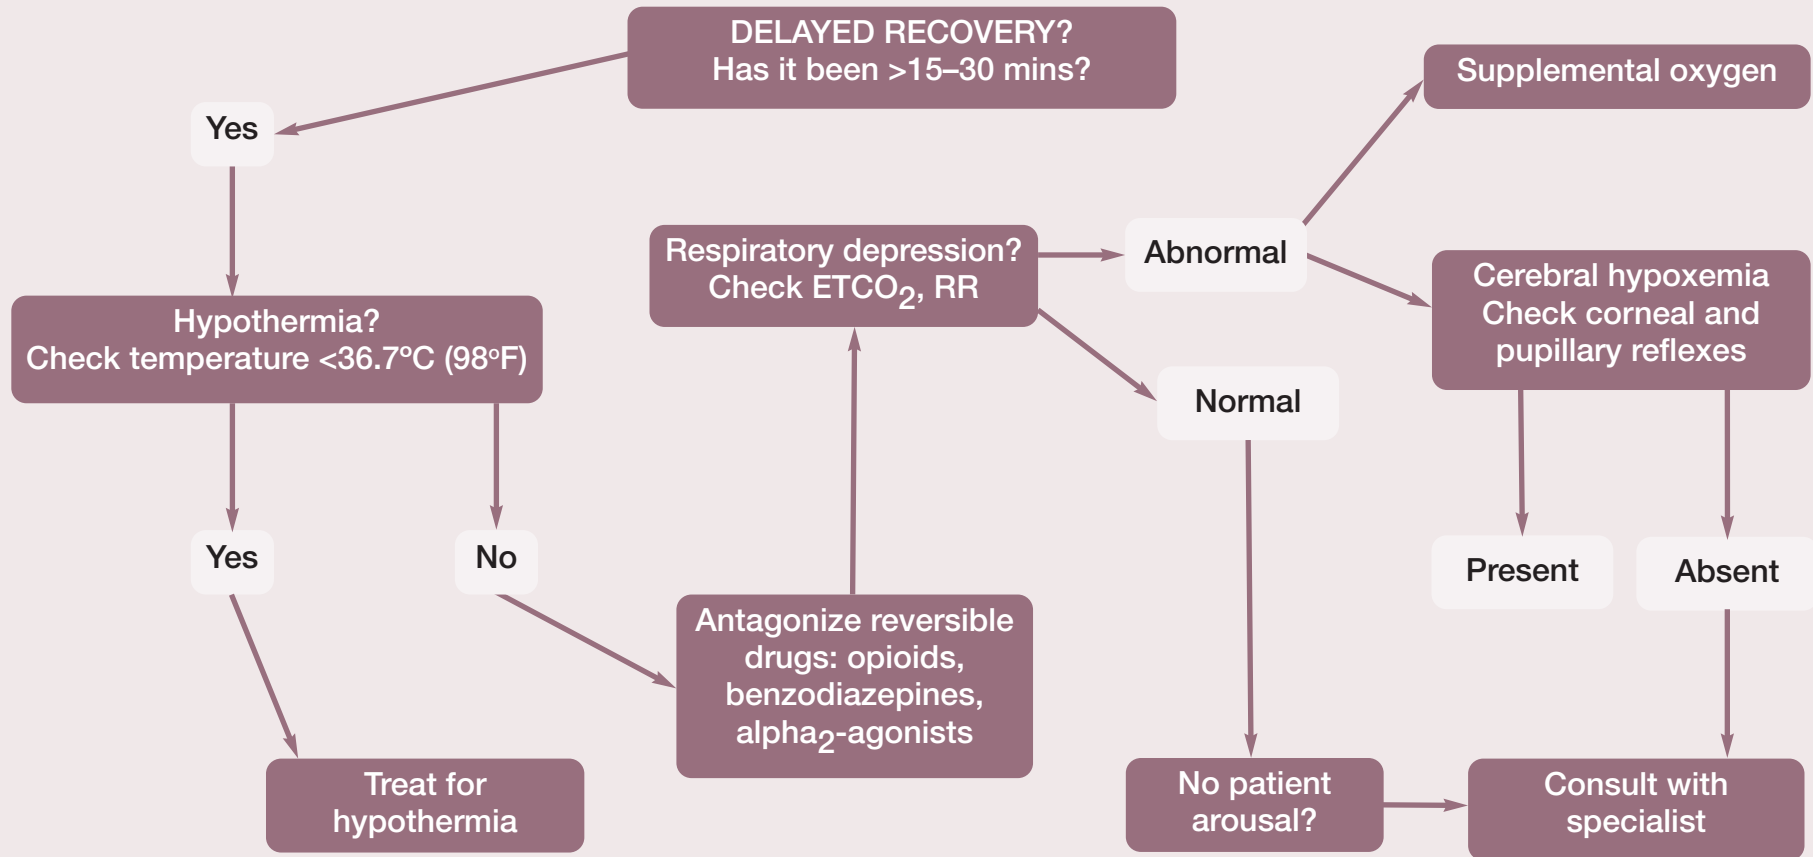 DELAYED RECOVERY?
Has it been >15–30 mins?
Yes
Hypothermia?
Check temperature <36.7ºC (98ºF)
Yes
No
Treat for
hypothermia
Antagonize reversible
drugs: opioids,
benzodiazepines,
alpha₂-agonists
Respiratory depression?
Check ETCO₂, RR
Abnormal
Normal
Supplemental oxygen
Cerebral hypoxemia
Check corneal and
pupillary reflexes
Present
Absent
No patient
arousal?
Consult with
specialist